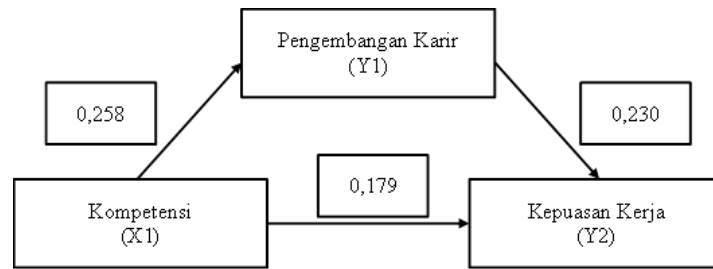 Pengembangan Karir
(Y1)
0,258
0,230
0,179
Kompetensi
(X1)
Kepuasan Kerja
(Y2)